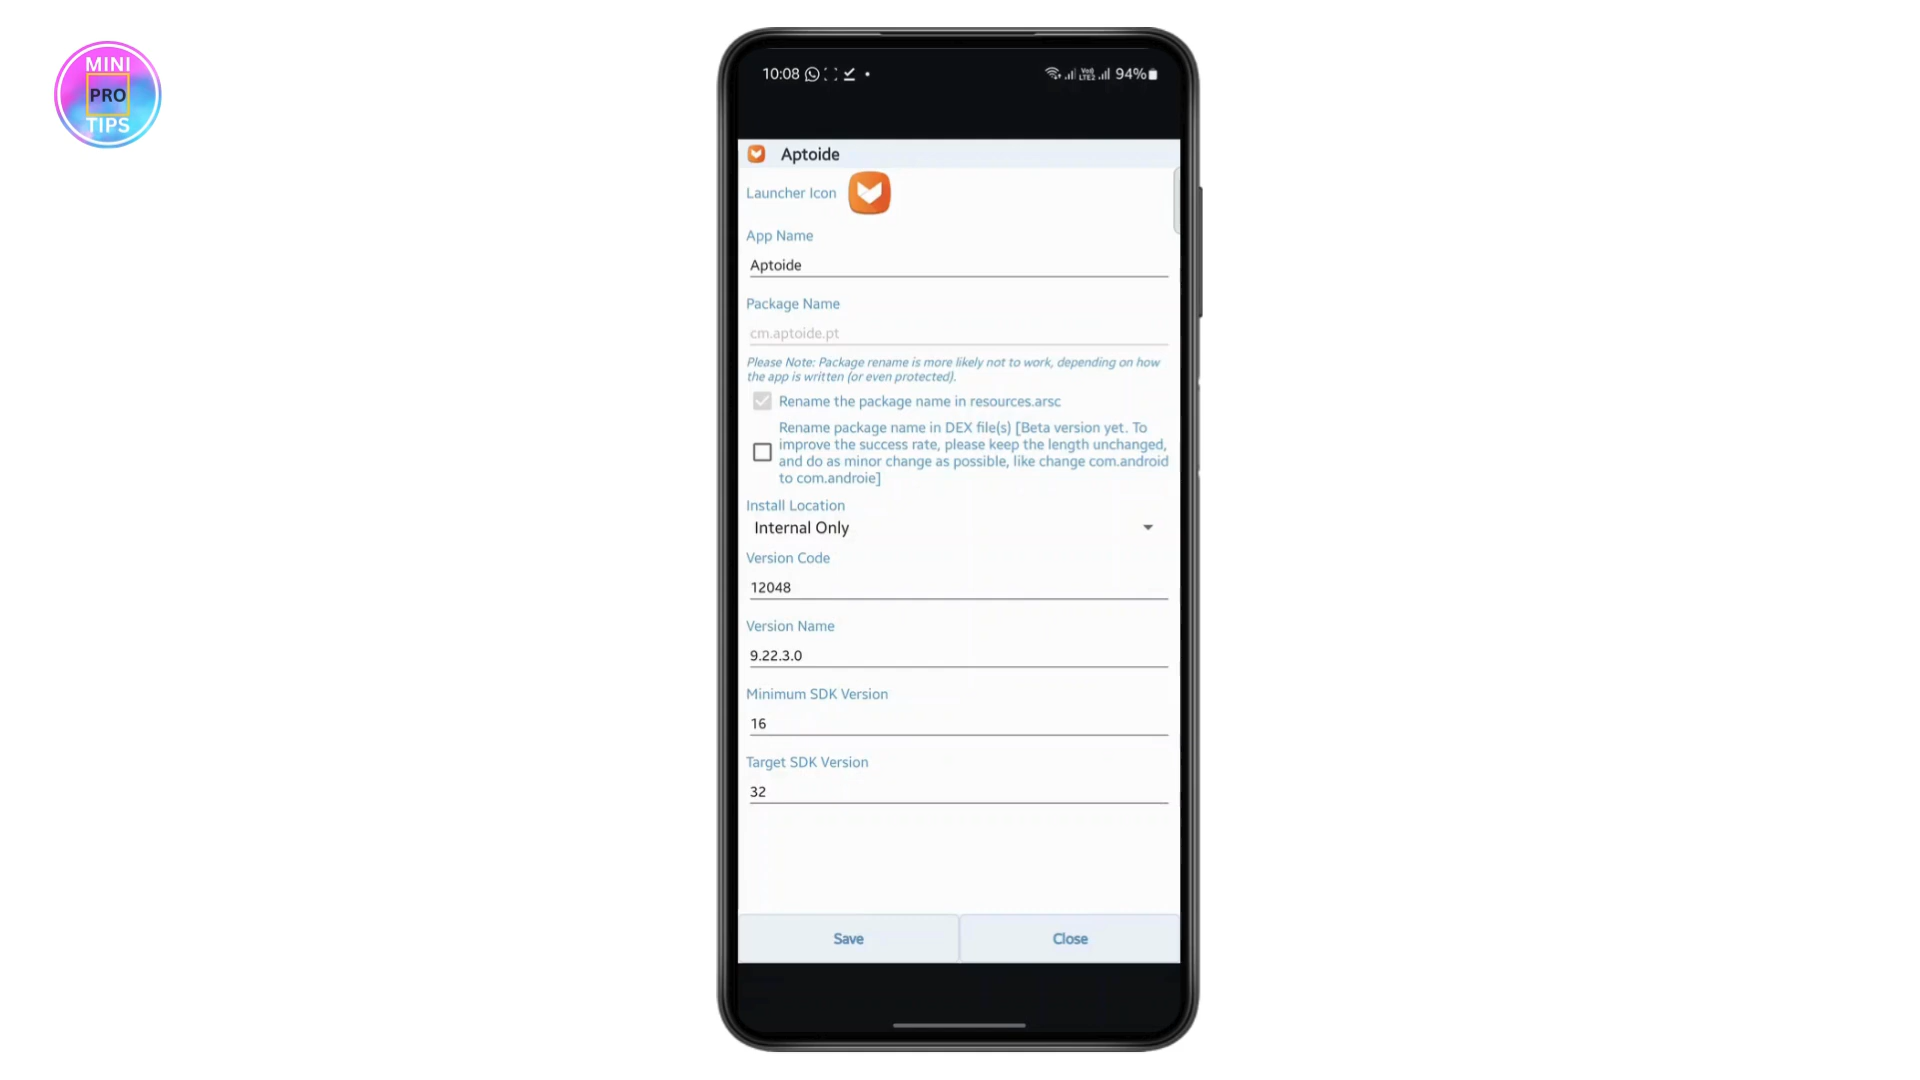 MINI
PRO
TIPS
10:08
Vo))
LTE2
94%
Aptoide
Launcher Icon
App Name
Aptoide
Package Name
cm.aptoide.pt
Please Note: Package rename is more likely not to work, depending on how
the app is written (or even protected).
Rename the package name in resources.arsc
Rename package name in DEX file(s) [Beta version yet. To
improve the success rate, please keep the length unchanged,
and do as minor change as possible, like change com.android
to com.androie]
Install Location
Internal Only
Version Code
12048
Version Name
9.22.3.0
Minimum SDK Version
16
Target SDK Version
32
Save
Close